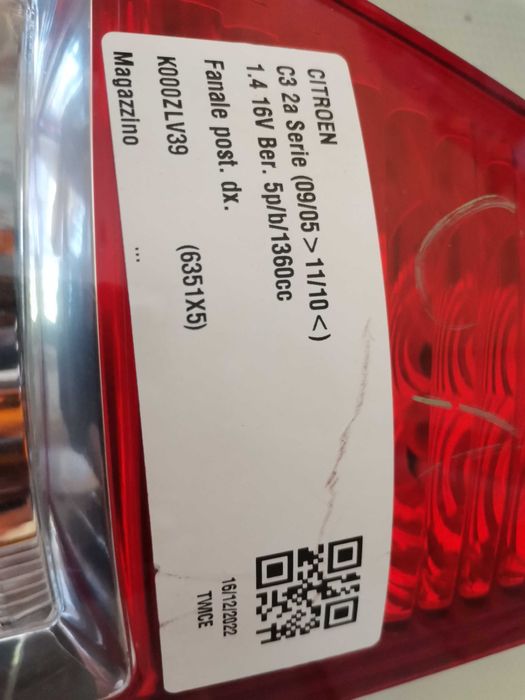 CITROEN
C3 2a Serie (09/05 > 11/10 <)
1.4 16V Ber. 5p/b/1360cc
Fanale post. dx.
K000ZLV39 (6351X5)
Magazzino ...
16/12/2022
TWICE